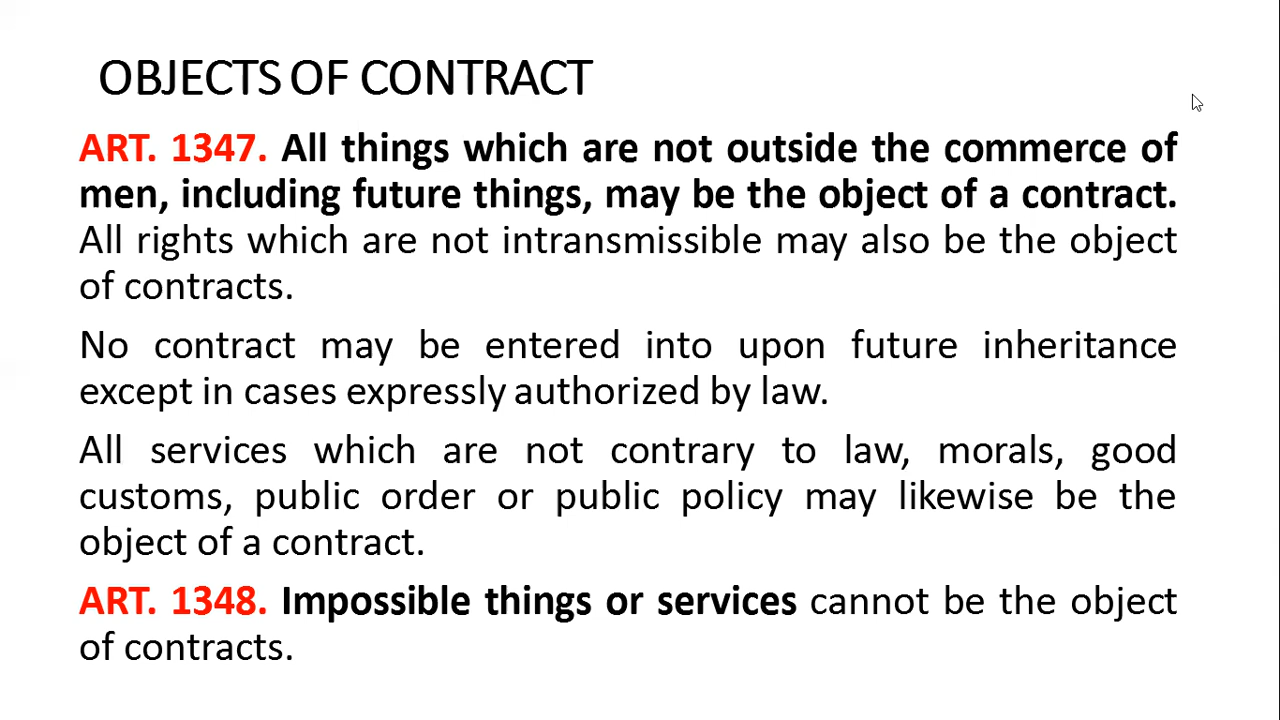 OBJECTS OF CONTRACT
ART. 1347. All things which are not outside the commerce of
men, including future things, may be the object of a contract.
All rights which are not intransmissible may also be the object
of contracts.
No contract may be entered into upon future inheritance
except in cases expressly authorized by law.
All services which are not contrary to law, morals, good
customs, public order or public policy may likewise be the
object of a contract.
ART. 1348. Impossible things or services cannot be the object
of contracts.